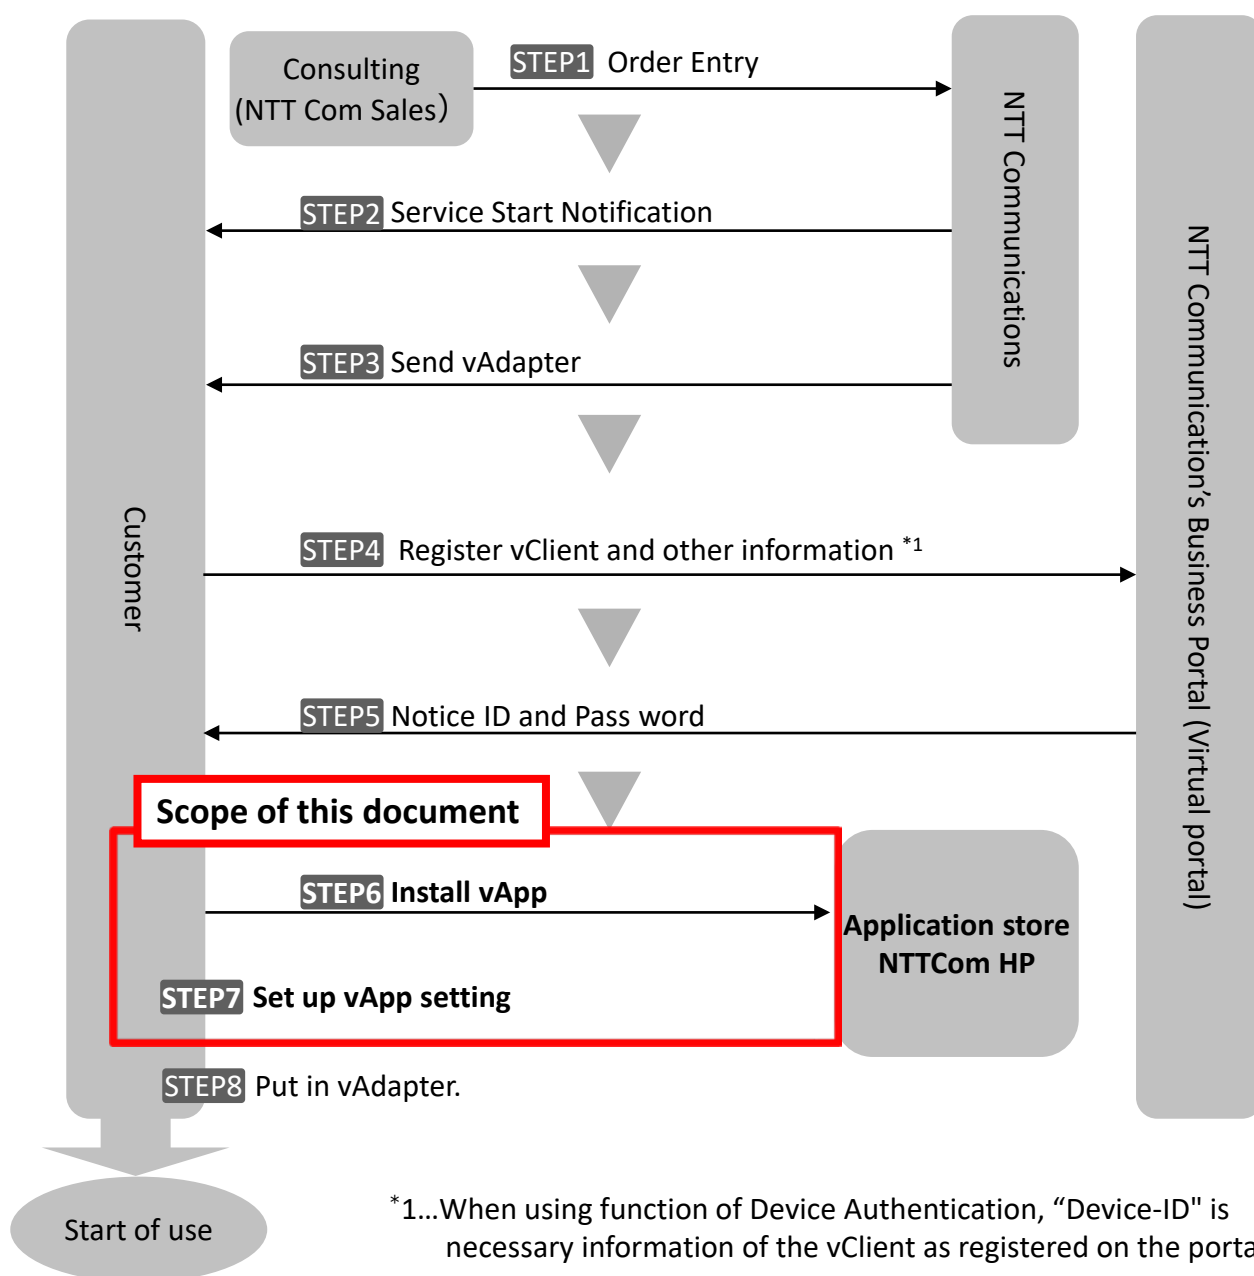 Consulting
(NTT Com Sales）
STEP1 Order Entry
NTT Communications
STEP2 Service Start Notification
STEP3 Send vAdapter
NTT Communication’s Business Portal (Virtual portal)
Customer
STEP4 Register vClient and other information *1
STEP5 Notice ID and Pass word
Scope of this document
STEP6 Install vApp
Application store
NTTCom HP
STEP7 Set up vApp setting
STEP8 Put in vAdapter.
Start of use
*1…When using function of Device Authentication, “Device-ID" is
necessary information of the vClient as registered on the porta